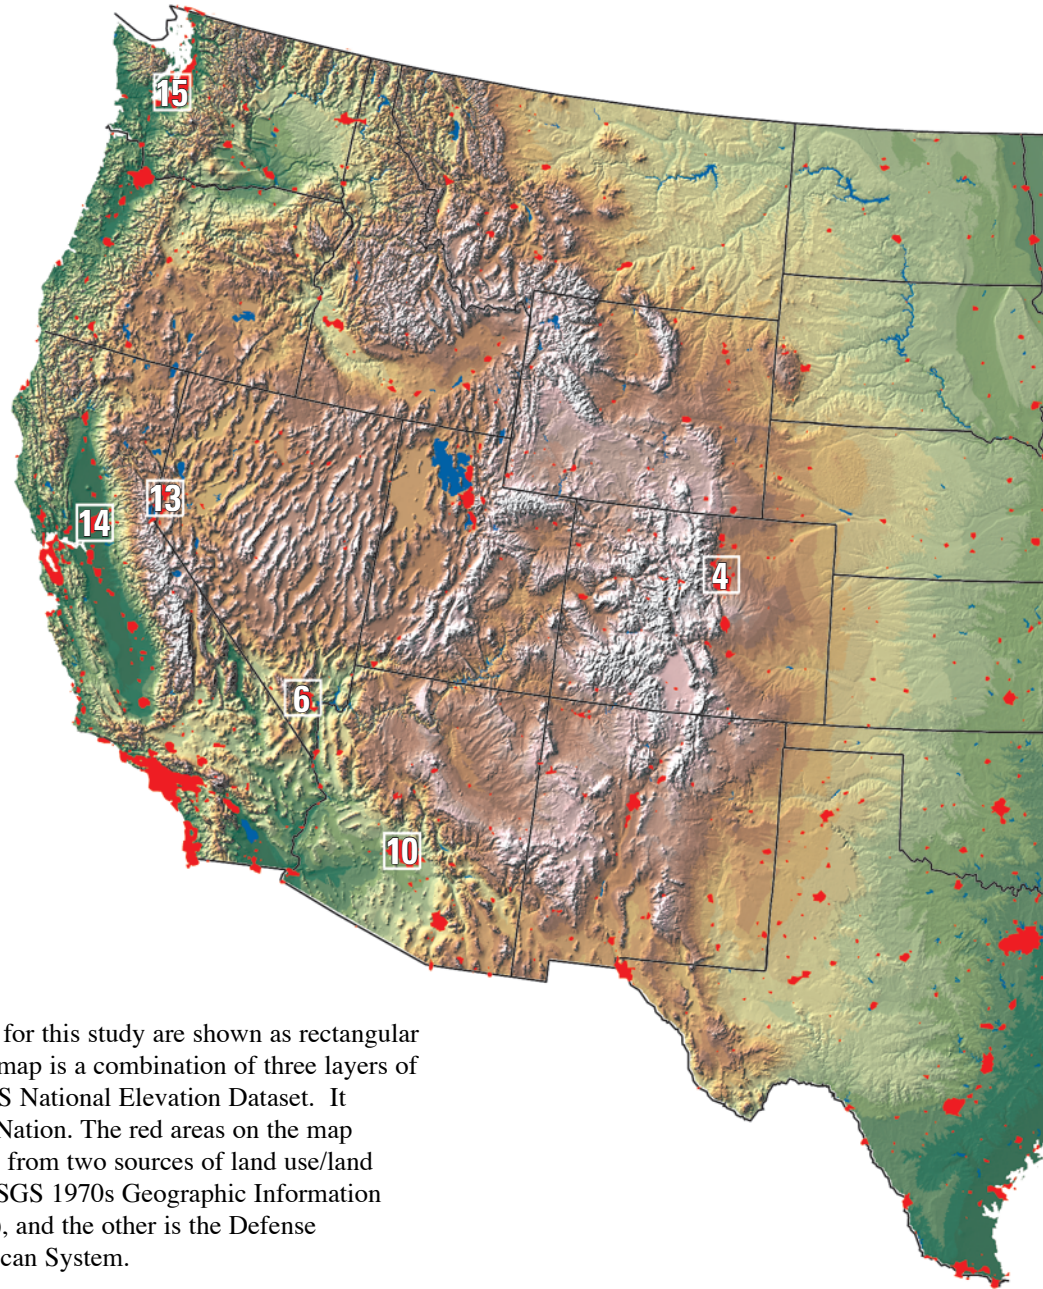 15
13
14
4
6
10
for this study are shown as rectangular
map is a combination of three layers of
S National Elevation Dataset. It
Nation. The red areas on the map
from two sources of land use/land
SGS 1970s Geographic Information
), and the other is the Defense
can System.